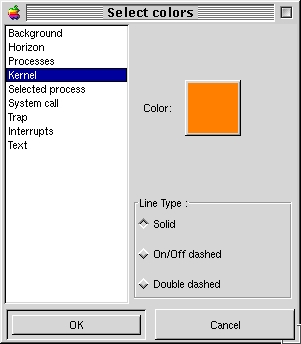 Select colors
Background
Horizon
Processes
Kernel
Selected process
System call
Trap
Interrupts
Text
Color:
Line Type :
Solid
On/Off dashed
Double dashed
OK
Cancel